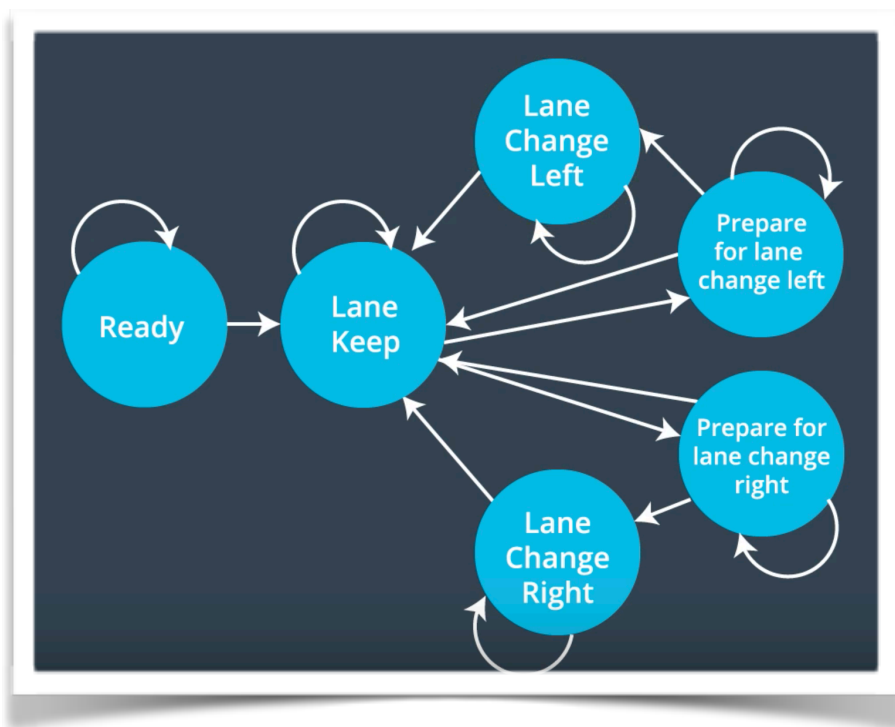 Ready
Lane
Keep
Lane
Change
Left
Prepare
for lane
change left
Prepare for
lane change
right
Lane
Change
Right